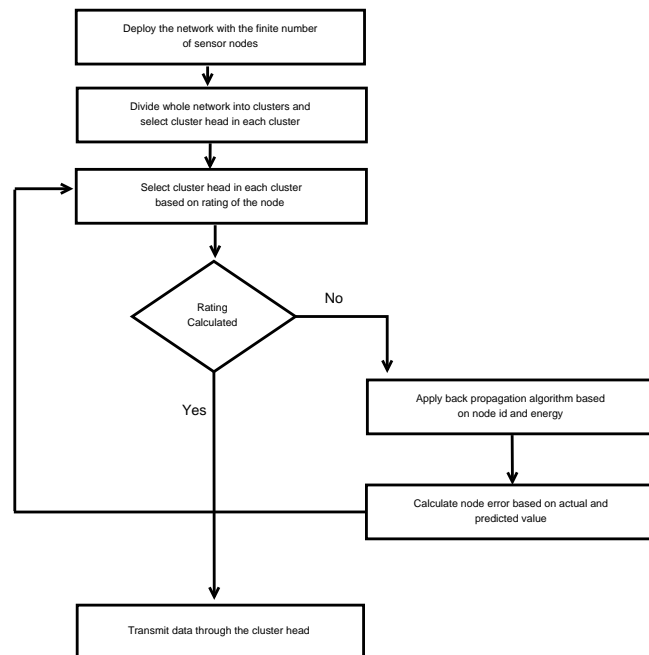 Deploy the network with the finite number
of sensor nodes
Divide whole network into clusters and
select cluster head in each cluster
Select cluster head in each cluster
based on rating of the node
Rating
Calculated
No
Yes
Apply back propagation algorithm based
on node id and energy
Calculate node error based on actual and
predicted value
Transmit data through the cluster head